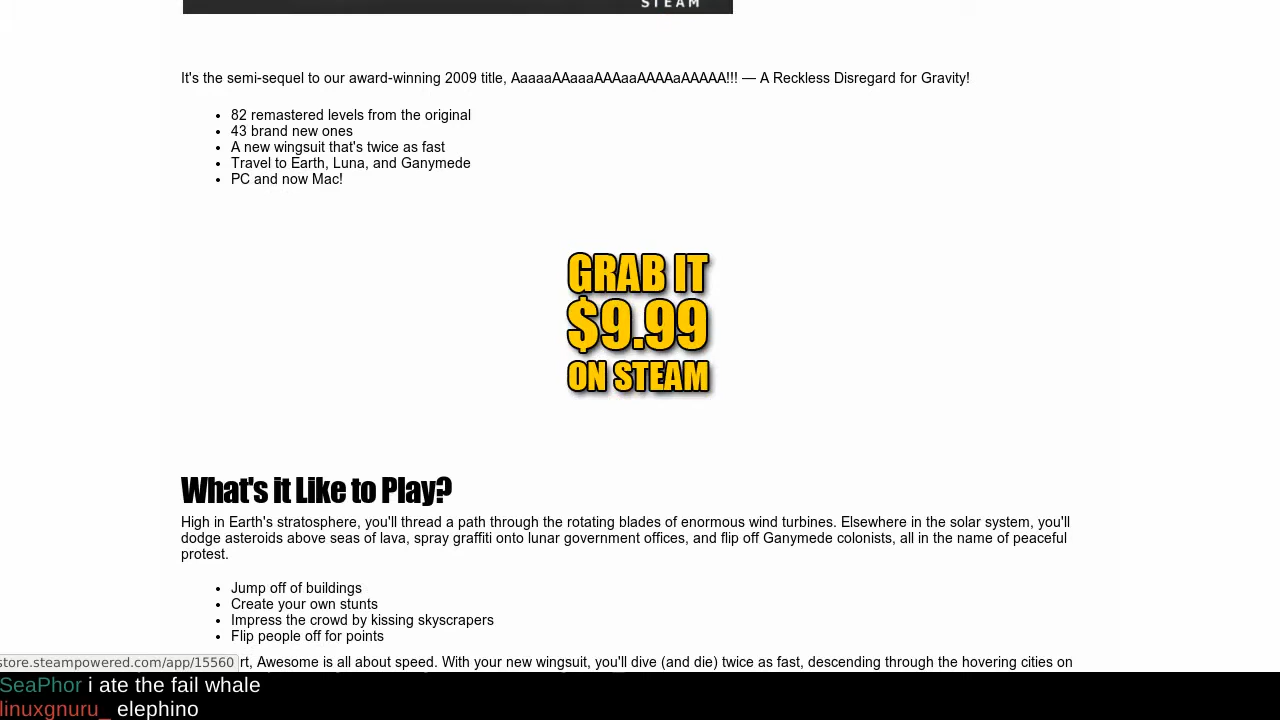 STEAM
It's the semi-sequel to our award-winning 2009 title, AaaaaAAaaaAAAaaAAAAaAAAAA!!! — A Reckless Disregard for Gravity!
• 82 remastered levels from the original
• 43 brand new ones
• A new wingsuit that's twice as fast
• Travel to Earth, Luna, and Ganymede
• PC and now Mac!
GRAB IT
$9.99
ON STEAM
What's it Like to Play?
High in Earth's stratosphere, you'll thread a path through the rotating blades of enormous wind turbines. Elsewhere in the solar system, you'll
dodge asteroids above seas of lava, spray graffiti onto lunar government offices, and flip off Ganymede colonists, all in the name of peaceful
protest.
• Jump off of buildings
• Create your own stunts
• Impress the crowd by kissing skyscrapers
• Flip people off for points
store.steampowered.com/app/15560 rt, Awesome is all about speed. With your new wingsuit, you'll dive (and die) twice as fast, descending through the hovering cities on
SeaPhor i ate the fail whale
linuxgnuru_ elephino